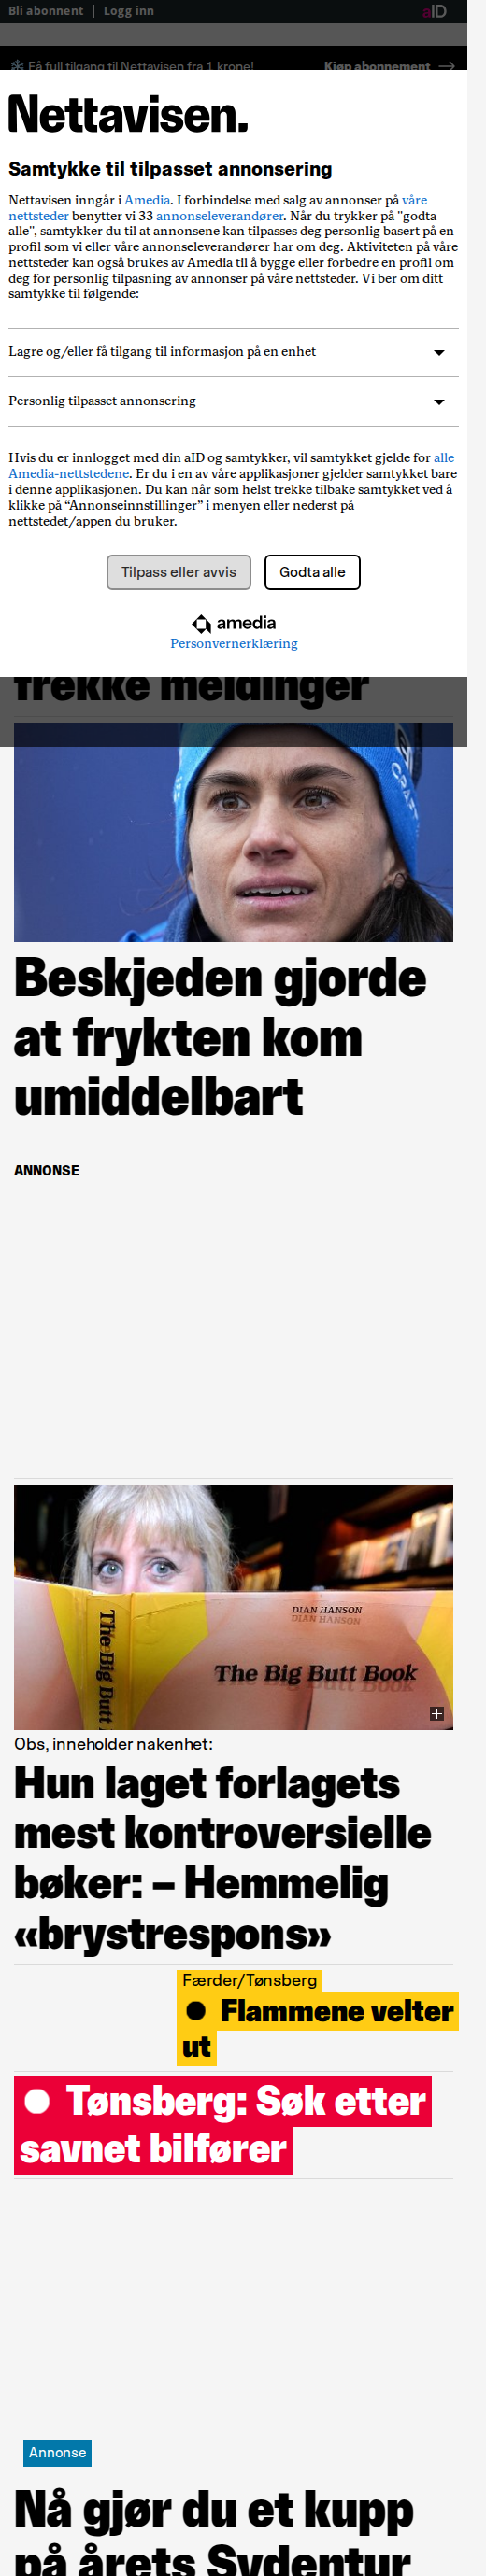 Bli abonnent | Logg inn
aID
Få full tilgang til Nettavisen fra 1 krone!
Kjøp abonnement →
Nettavisen.
Samtykke til tilpasset annonsering
Nettavisen inngår i Amedia. I forbindelse med salg av annonser på våre
nettsteder benytter vi 33 annonseleverandører. Når du trykker på "godta
alle", samtykker du til at annonsene kan tilpasses deg personlig basert på en
profil som vi eller våre annonseleverandører har om deg. Aktiviteten på våre
nettsteder kan også brukes av Amedia til å bygge eller forbedre en profil om
deg for personlig tilpasning av annonser på våre nettsteder. Vi ber om ditt
samtykke til følgende:
Lagre og/eller få tilgang til informasjon på en enhet
Personlig tilpasset annonsering
Hvis du er innlogget med din aID og samtykker, vil samtykket gjelde for alle
Amedia-nettstedene. Er du i en av våre applikasjoner gjelder samtykket bare
i denne applikasjonen. Du kan når som helst trekke tilbake samtykket ved å
klikke på “Annonseinnstillinger” i menyen eller nederst på
nettstedet/appen du bruker.
Tilpass eller avvis
Godta alle
amedia
Personvernerklæring
trekke meldinger
CRAFT
Beskjeden gjorde
at frykten kom
umiddelbart
ANNONSE
DIAN HANSON
The Big Butt Book
The Big Butt
Obs, inneholder nakenhet:
Hun laget forlagets
mest kontroversielle
bøker: – Hemmelig
«brystrespons»
Færder/Tønsberg
Flammene velter
ut
Tønsberg: Søk etter
savnet bilfører
Annonse
Nå gjør du et kupp
på årets Sydentur